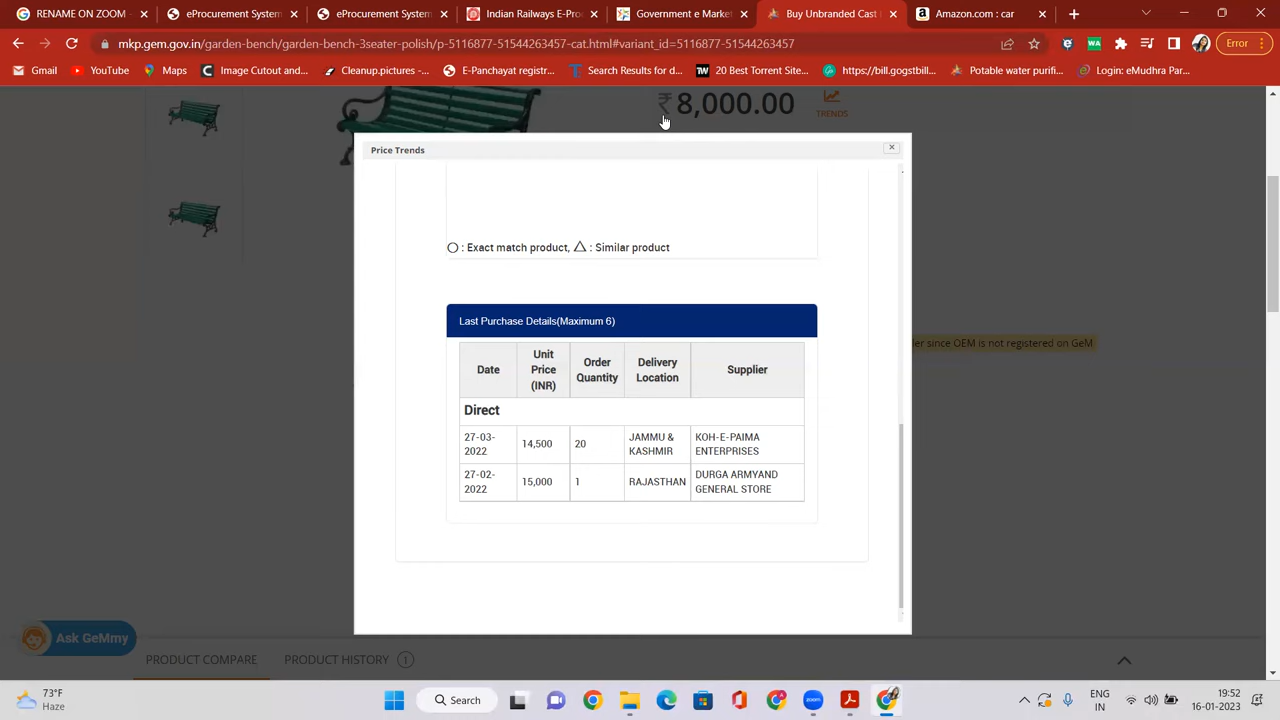 RENAME ON ZOOM -
eProcurement System
eProcurement System
Indian Railways E-Pro
Government e Market
Buy Unbranded Cast
Amazon.com : car
mkp.gem.gov.in/garden-bench/garden-bench-3seater-polish/p-5116877-51544263457-cat.html#variant_id=5116877-51544263457
WA
Error
Gmail
YouTube
Maps
Image Cutout and...
Cleanup.pictures -...
E-Panchayat registr...
Search Results for d...
TW
20 Best Torrent Site...
https://bill.gogstbill...
Potable water purifi...
Login: eMudhra Par...
₹ 8,000.00
TRENDS
Price Trends
: Exact match product, : Similar product
Last Purchase Details(Maximum 6)
Date
Unit
Price
(INR)
Order
Quantity
Delivery
Location
Supplier
Direct
27-03-
2022
14,500
20
JAMMU &
KASHMIR
KOH-E-PAIMA
ENTERPRISES
27-02-
2022
15,000
1
RAJASTHAN
DURGA ARMYAND
GENERAL STORE
ler since OEM is not registered on GeM
Ask GeMmy
PRODUCT COMPARE
PRODUCT HISTORY
73°F
Haze
Search
zoom
ENG
IN
19:52
16-01-2023